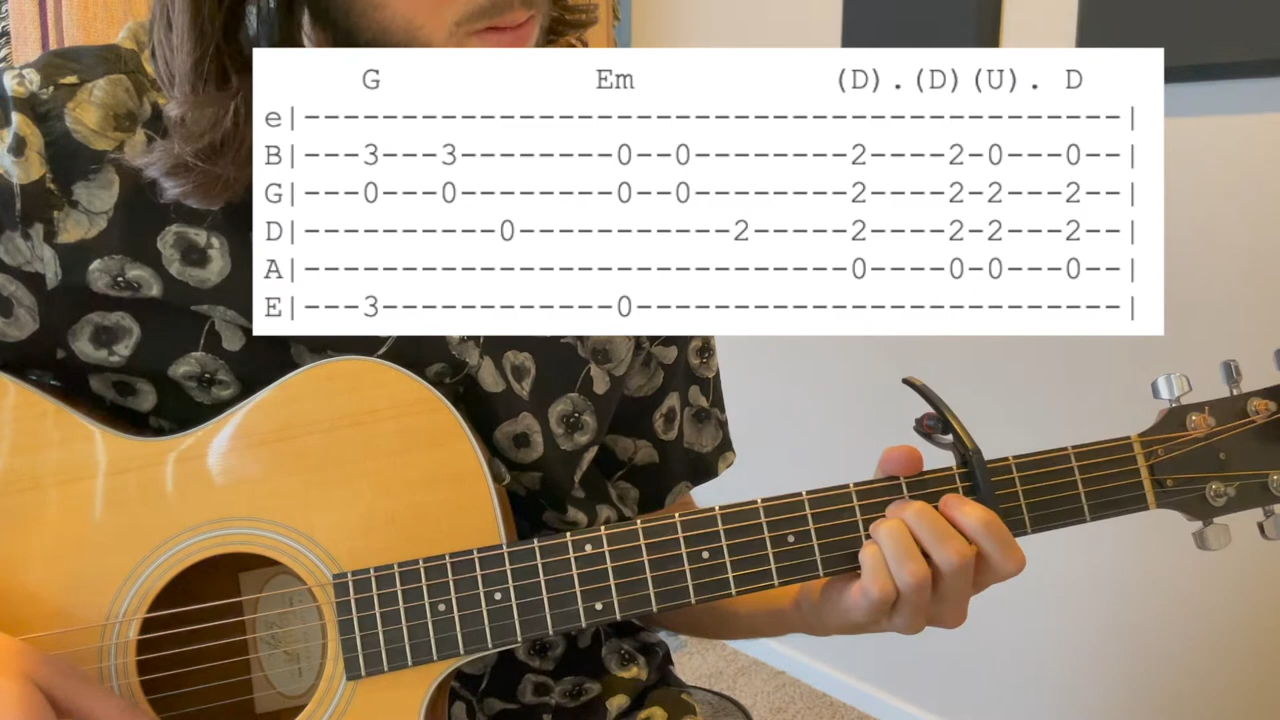 G           Em          (D).(D)(U). D
e|------------------------------------------|
B|---3---3--------0--0--------2----2-0---0--|
G|---0---0--------0--0--------2----2-2---2--|
D|----------0-----------2-----2----2-2---2--|
A|----------------------------0----0-0---0--|
E|---3------------0-------------------------|